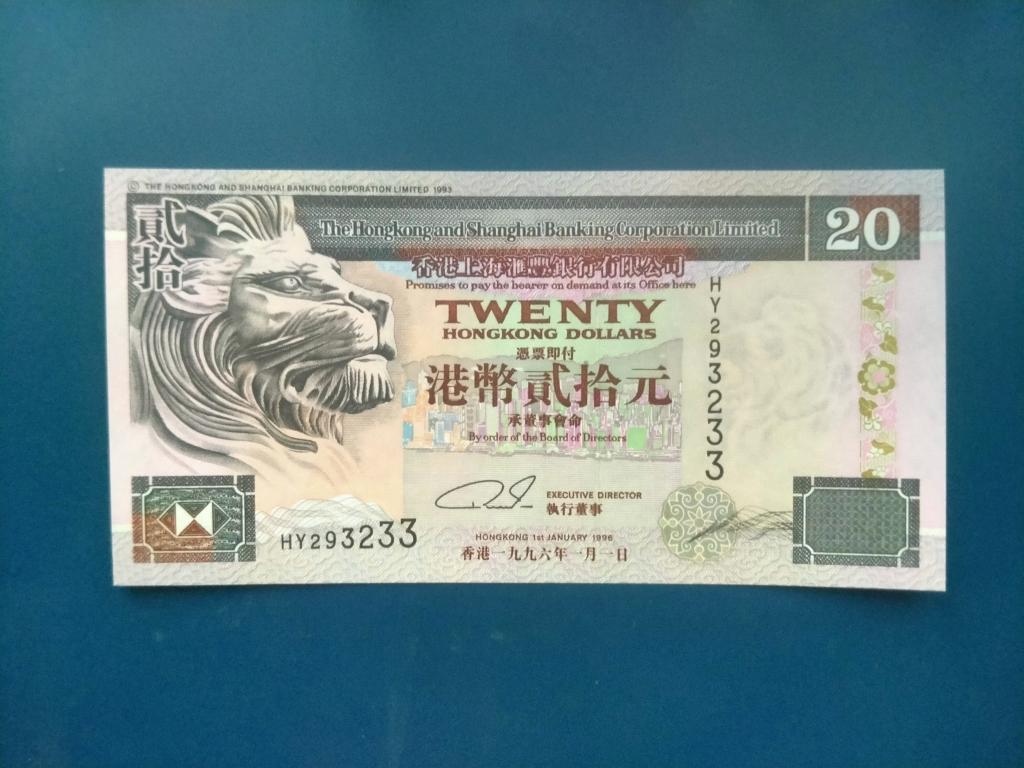 © THE HONGKONG AND SHANGHAI BANKING CORPORATION LIMITED 1993
貳拾
The Hongkong and Shanghai Banking Corporation Limited
20
香港上海滙豐銀行有限公司
Promises to pay the bearer on demand at its Office here
TWENTY
HONGKONG DOLLARS
憑票即付
港幣貳拾元
承董事會命
By order of the Board of Directors
HY293233
EXECUTIVE DIRECTOR
執行董事
HY293233
HONGKONG 1st JANUARY 1996
香港一九九六年一月一日